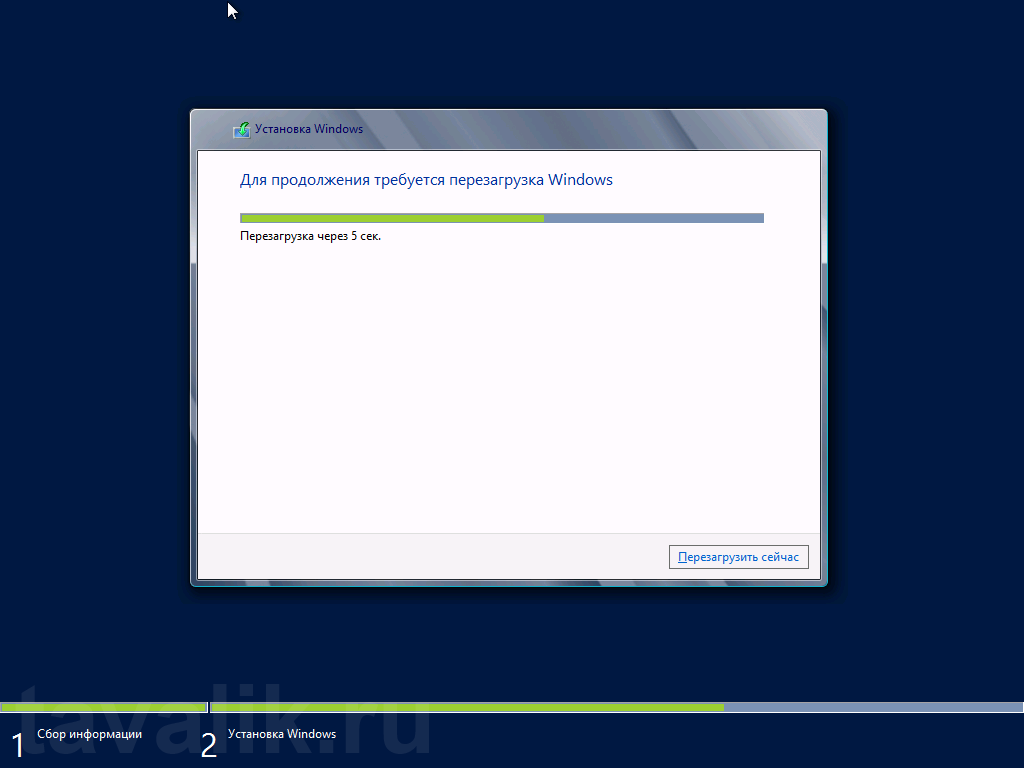 Установка Windows
Для продолжения требуется перезагрузка Windows
Перезагрузка через 5 сек.
Перезагрузить сейчас
tavalik.ru
1 Сбор информации
2 Установка Windows